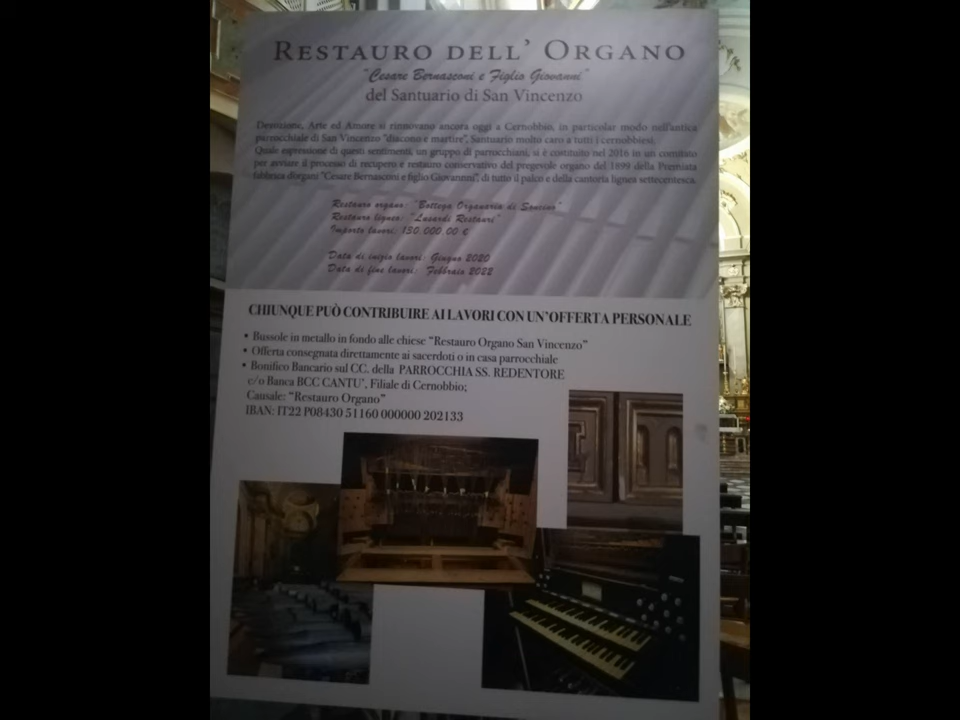 RESTAURO DELL' ORGANO
"Cesare Bernasconi e Figlio Giovanni"
del Santuario di San Vincenzo
Devozione, Arte ed Amore si rinnovano ancora oggi a Cernobbio, in particolar modo nell'antica
parrocchiale di San Vincenzo "diacono e martire", Santuario molto caro a tutti i cernobbiesi.
Quale espressione di questi sentimenti, un gruppo di parrocchiani, si è costituito nel 2016 in un comitato
per avviare il processo di recupero e restauro conservativo del pregevole organo del 1899 della Premiata
fabbrica d'organi "Cesare Bernasconi e figlio Giovannni", di tutto il palco e della cantoria lignea settecentesca.
Restauro organo: "Bottega Organaria di Soncino"
Restauro ligneo: "Lusardi Restauri"
Importo lavori: 130.000.00 €
Data di inizio lavori: Giugno 2020
Data di fine lavori: Febbraio 2022
CHIUNQUE PUÒ CONTRIBUIRE AI LAVORI CON UN'OFFERTA PERSONALE
• Bussole in metallo in fondo alle chiese "Restauro Organo San Vincenzo"
• Offerta consegnata direttamente ai sacerdoti o in casa parrocchiale
• Bonifico Bancario sul CC. della PARROCCHIA SS. REDENTORE
c/o Banca BCC CANTU', Filiale di Cernobbio;
Causale: "Restauro Organo"
IBAN: IT22 P08430 51160 000000 202133